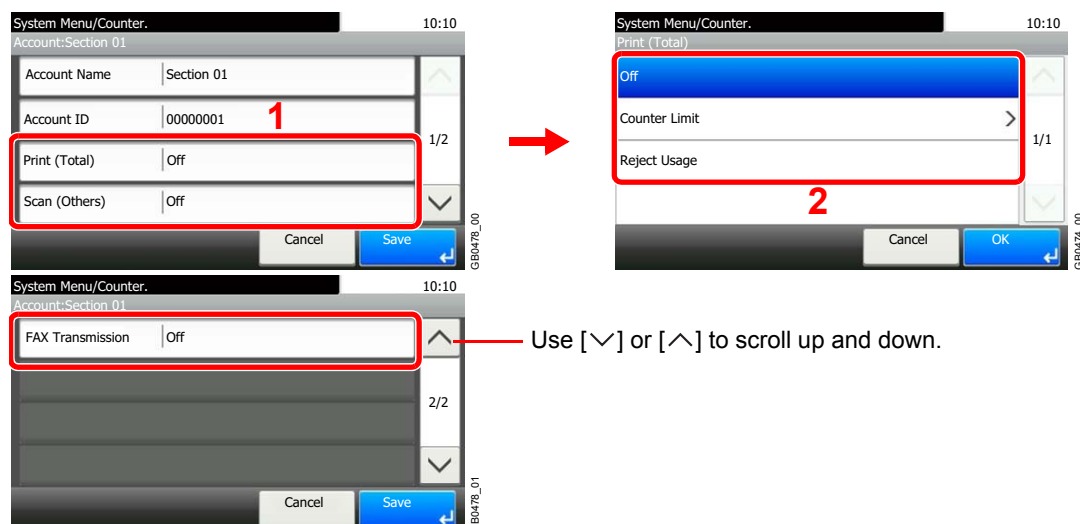 System Menu/Counter.
10:10
Account:Section 01
Account Name
Section 01
Account ID
00000001
1
Print (Total)
Off
1/2
Scan (Others)
Off
Cancel
Save
GB0478_00
System Menu/Counter.
10:10
Print (Total)
Off
Counter Limit
1/1
Reject Usage
2
Cancel
OK
GB0474_00
System Menu/Counter.
10:10
Account:Section 01
FAX Transmission
Off
2/2
Cancel
Save
B0478_01
Use [∨] or [∧] to scroll up and down.